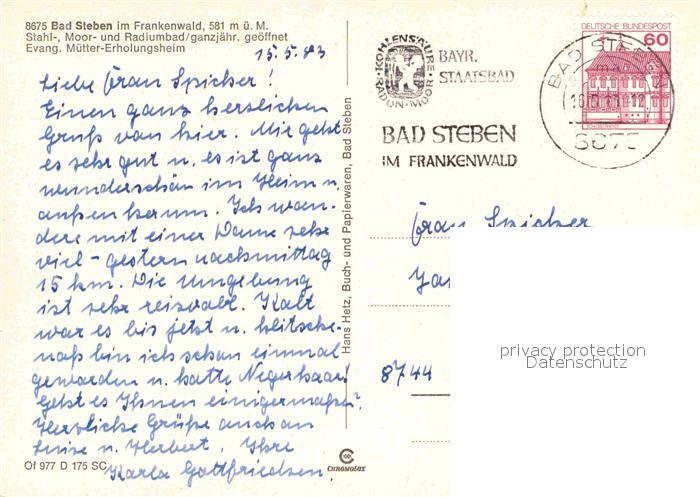 8675 Bad Steben im Frankenwald, 581 m ü. M.
Stahl-, Moor- und Radiumbad/ganzjähr. geöffnet
Evang. Mütter-Erholungsheim
15.5.83
Liebe Frau Spicker!
Einen ganz herzlichen
Gruß von hier. Mir geht
es sehr gut u. es ist ganz
wunderschön im Heim u.
außen herum. Ich wan-
dere mit einer Dame sehr
viel - gestern nachmittag
15 km. Die Umgebung
ist sehr reizvoll. Kalt
war es bis jetzt u. klitsche-
naß bin ich schon einmal
geworden u. hatte Negerhaar!
Geht es Ihnen einigermaßen?
Herzliche Grüße auch an
Luise u. Herbert. Ihre
Karla Gottfriedsen.
Of 977 D 175 SC
Hans Hetz, Buch- und Papierwaren, Bad Steben
CHROMOLUX
KOHLENSÄURE
RADON · MOOR
BAYR.
STAATSBAD
BAD STEBEN
IM FRANKENWALD
DEUTSCHE BUNDESPOST
60
BAD STEBEN
8675
Frau Spicker
8744
privacy protection
Datenschutz